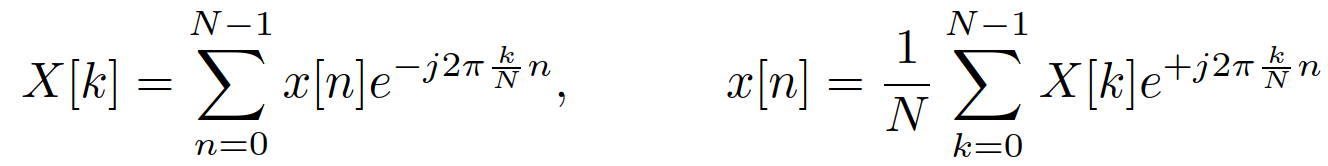 X[k] = \sum_{n=0}^{N-1} x[n]e^{-j2\pi \frac{k}{N} n}, x[n] = \frac{1}{N} \sum_{k=0}^{N-1} X[k]e^{+j2\pi \frac{k}{N} n}